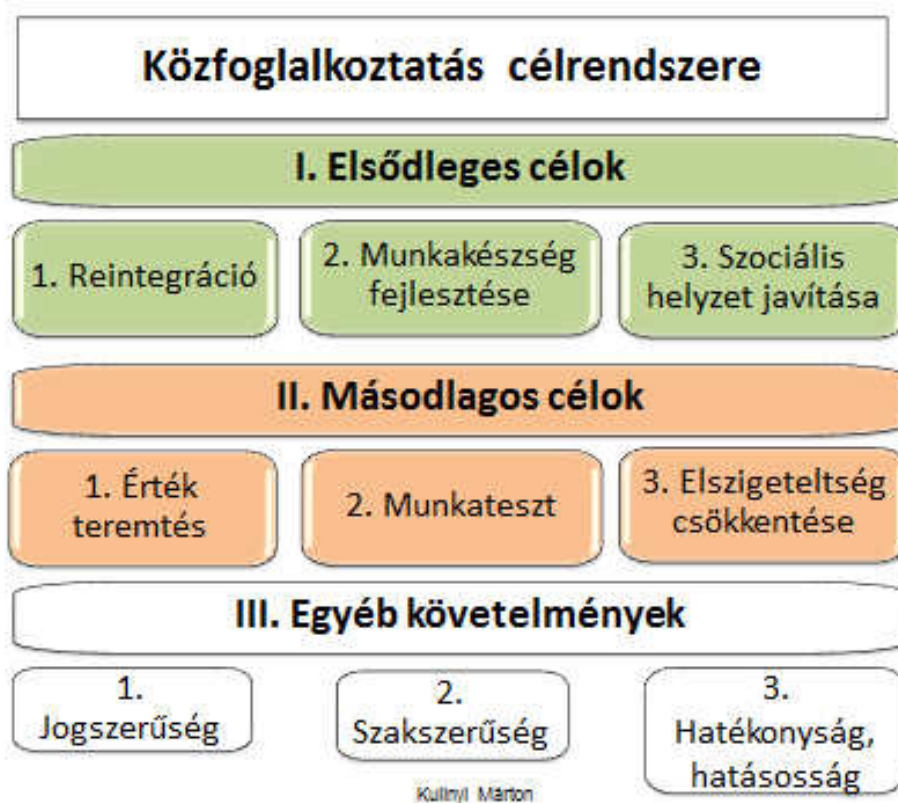 Közfoglalkoztatás célrendszere
I. Elsődleges célok
1. Reintegráció
2. Munkakészség
fejlesztése
3. Szociális
helyzet javítása
II. Másodlagos célok
1. Érték
teremtés
2. Munkateszt
3. Elszigeteltség
csökkentése
III. Egyéb követelmények
1.
Jogszerűség
2.
Szakszerűség
3.
Hatékonyság,
hatásosság
Kulinyi Márton